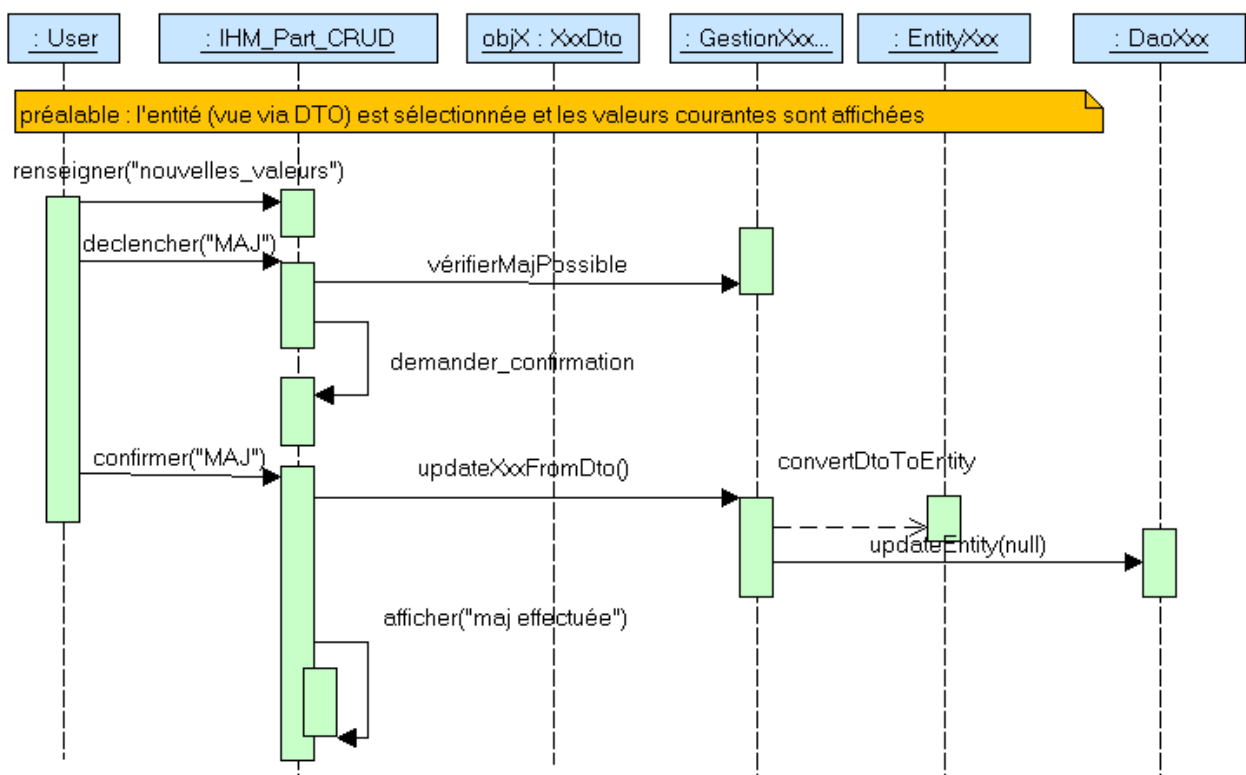 : User
: IHM_Part_CRUD
objX : XxxDto
: GestionXxx...
: EntityXxx
: DaoXxx
préalable : l'entité (vue via DTO) est sélectionnée et les valeurs courantes sont affichées
renseigner("nouvelles_valeurs")
declencher("MAJ")
vérifierMajPossible
demander_confirmation
confirmer("MAJ")
updateXxxFromDto()
convertDtoToEntity
updateEntity(null)
afficher("maj effectuée")